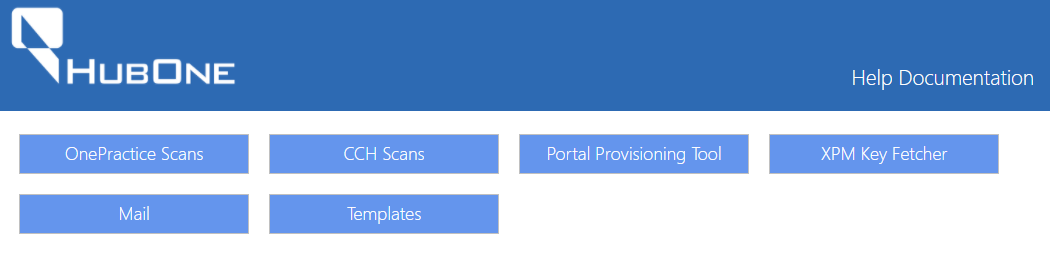 HUBONE
Help Documentation
OnePractice Scans
CCH Scans
Portal Provisioning Tool
XPM Key Fetcher
Mail
Templates